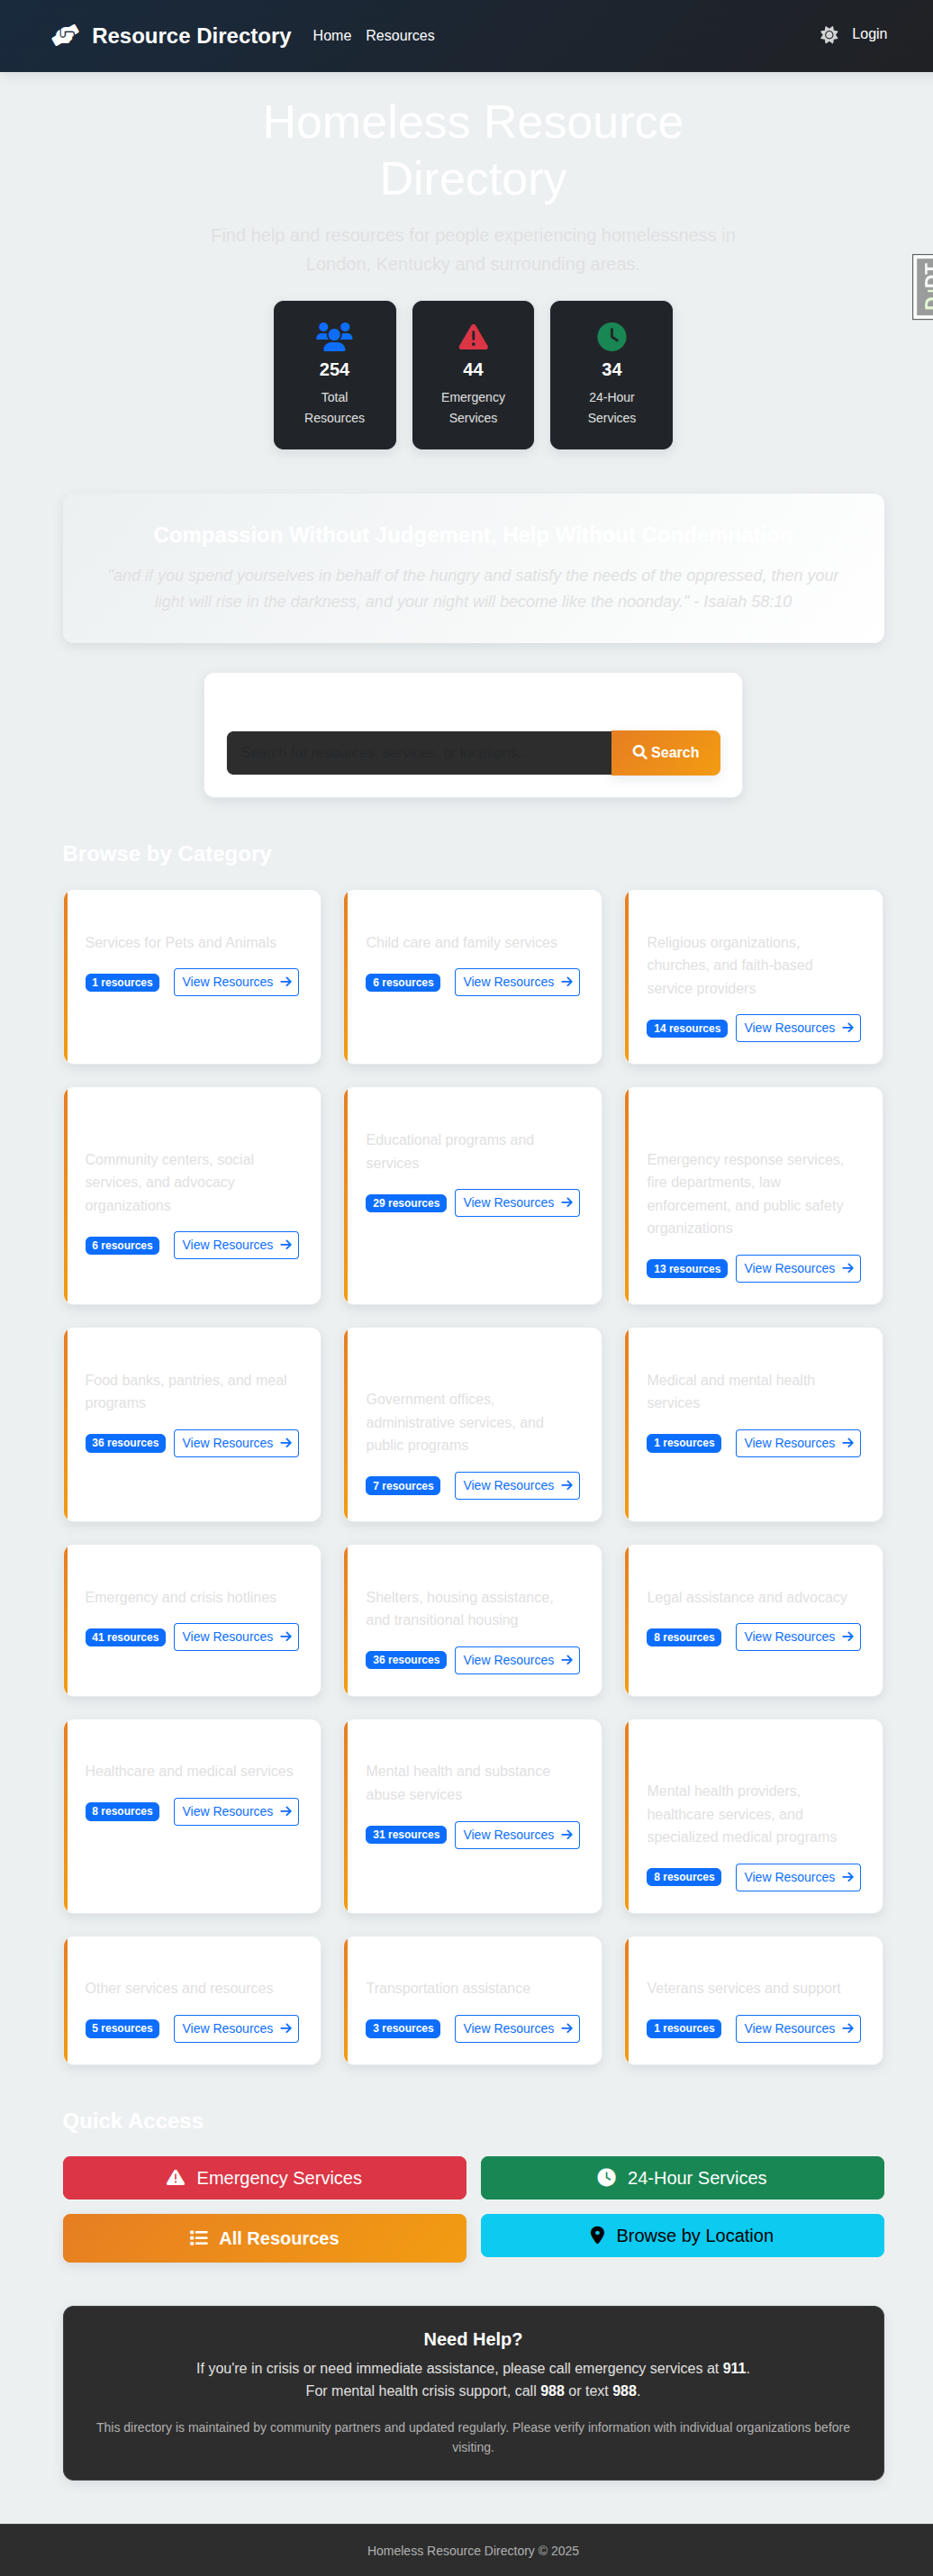 Resource Directory
Home
Resources
Login
Homeless Resource
Directory
Find help and resources for people experiencing homelessness in
London, Kentucky and surrounding areas.
DjDT
254
Total
Resources
44
Emergency
Services
34
24-Hour
Services
Compassion Without Judgement, Help Without Condemnation
"and if you spend yourselves in behalf of the hungry and satisfy the needs of the oppressed, then your
light will rise in the darkness, and your night will become like the noonday." - Isaiah 58:10
Search for resources, services, or locations...
Search
Browse by Category
Services for Pets and Animals
1 resources
View Resources
Child care and family services
6 resources
View Resources
Religious organizations,
churches, and faith-based
service providers
14 resources
View Resources
Community centers, social
services, and advocacy
organizations
6 resources
View Resources
Educational programs and
services
29 resources
View Resources
Emergency response services,
fire departments, law
enforcement, and public safety
organizations
13 resources
View Resources
Food banks, pantries, and meal
programs
36 resources
View Resources
Government offices,
administrative services, and
public programs
7 resources
View Resources
Medical and mental health
services
1 resources
View Resources
Emergency and crisis hotlines
41 resources
View Resources
Shelters, housing assistance,
and transitional housing
36 resources
View Resources
Legal assistance and advocacy
8 resources
View Resources
Healthcare and medical services
8 resources
View Resources
Mental health and substance
abuse services
31 resources
View Resources
Mental health providers,
healthcare services, and
specialized medical programs
8 resources
View Resources
Other services and resources
5 resources
View Resources
Transportation assistance
3 resources
View Resources
Veterans services and support
1 resources
View Resources
Quick Access
Emergency Services
24-Hour Services
All Resources
Browse by Location
Need Help?
If you're in crisis or need immediate assistance, please call emergency services at 911.
For mental health crisis support, call 988 or text 988.
This directory is maintained by community partners and updated regularly. Please verify information with individual organizations before
visiting.
Homeless Resource Directory © 2025